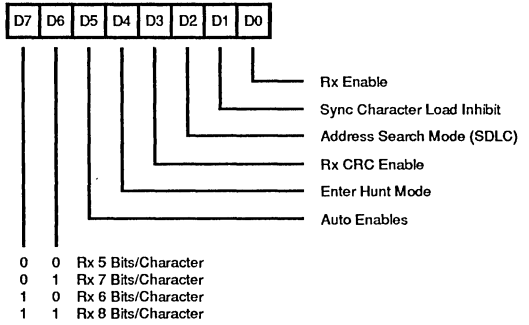 D7 D6 D5 D4 D3 D2 D1 D0
Rx Enable
Sync Character Load Inhibit
Address Search Mode (SDLC)
Rx CRC Enable
Enter Hunt Mode
Auto Enables
0 0 Rx 5 Bits/Character
0 1 Rx 7 Bits/Character
1 0 Rx 6 Bits/Character
1 1 Rx 8 Bits/Character